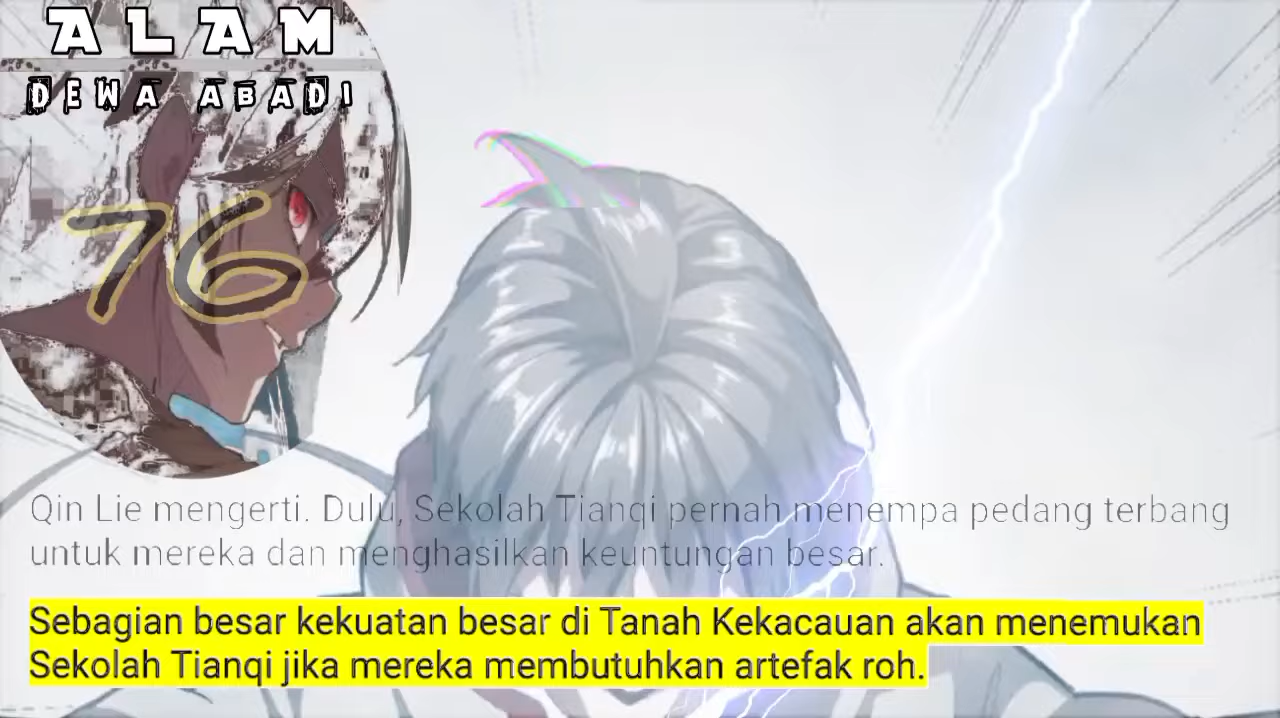 ALAM
DEWA ABADI
76
Qin Lie mengerti. Dulu, Sekolah Tianqi pernah menempa pedang terbang
untuk mereka dan menghasilkan keuntungan besar.
Sebagian besar kekuatan besar di Tanah Kekacauan akan menemukan
Sekolah Tianqi jika mereka membutuhkan artefak roh.